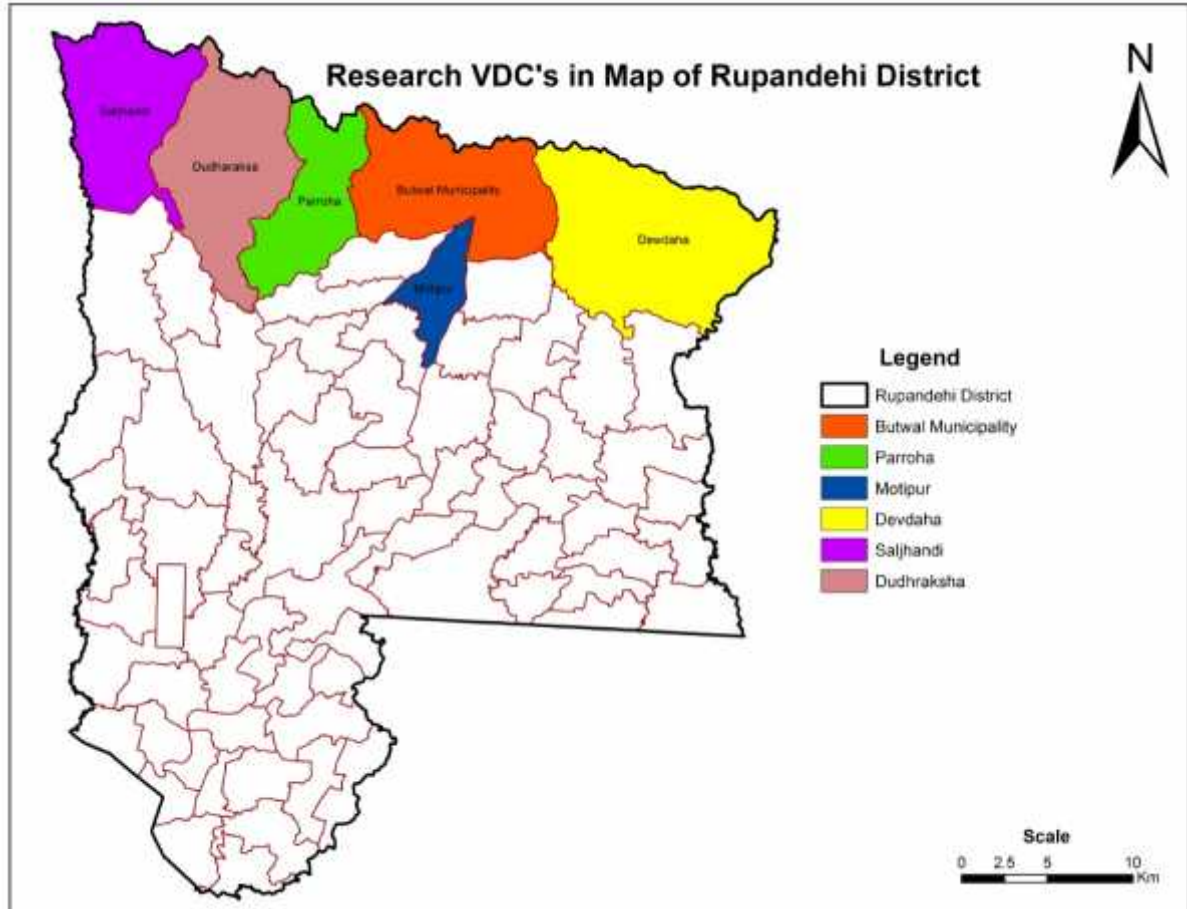 Research VDC's in Map of Rupandehi District
N
Saljhandi
Dudharaksa
Parroha
Butwal Municipality
Devdaha
Motipur
Legend
Rupandehi District
Butwal Municipality
Parroha
Motipur
Devdaha
Saljhandi
Dudhraksha
Scale
0 2.5 5 10
Km